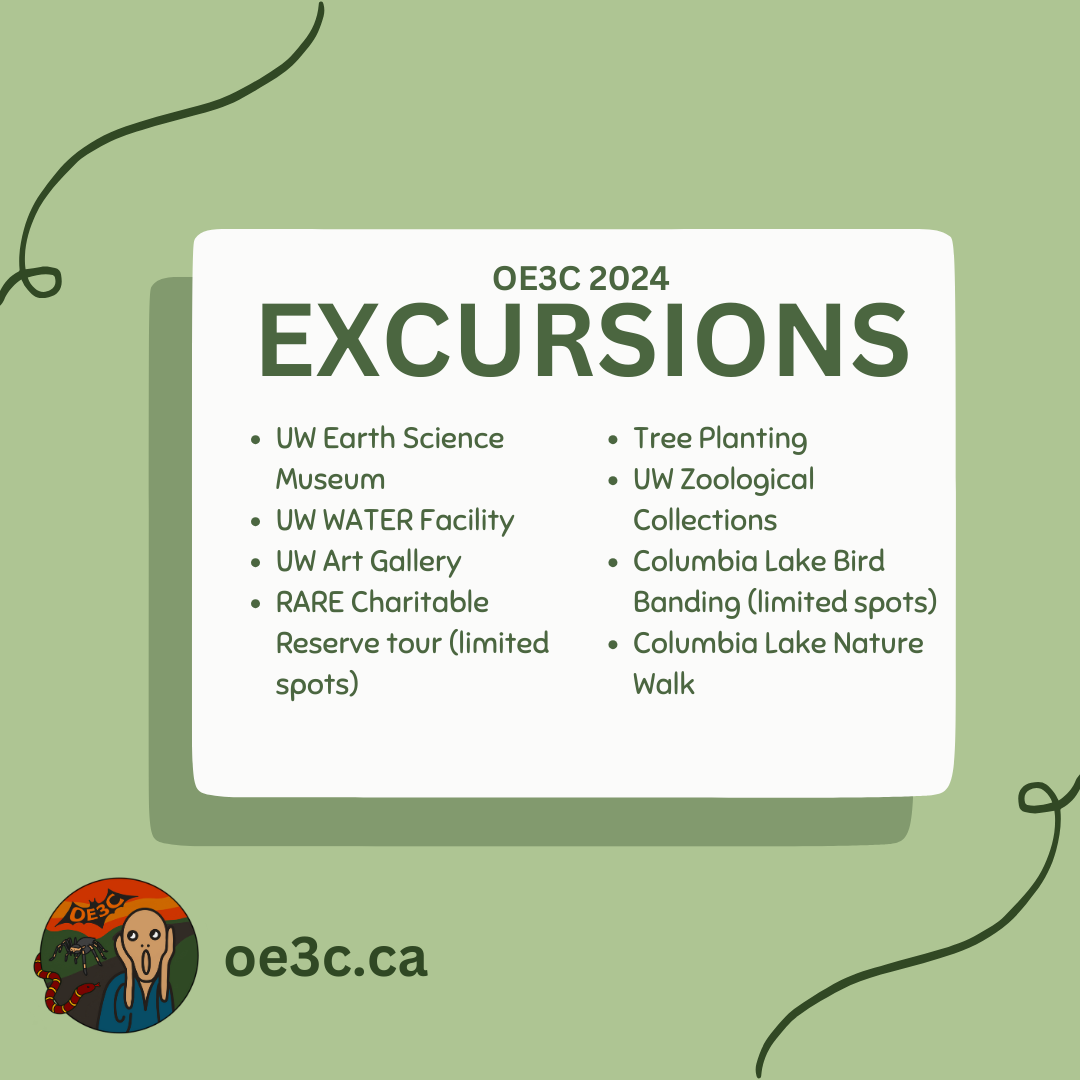 OE3C 2024
EXCURSIONS
• UW Earth Science
Museum
• UW WATER Facility
• UW Art Gallery
• RARE Charitable
Reserve tour (limited
spots)
• Tree Planting
• UW Zoological
Collections
• Columbia Lake Bird
Banding (limited spots)
• Columbia Lake Nature
Walk
OE3C
oe3c.ca